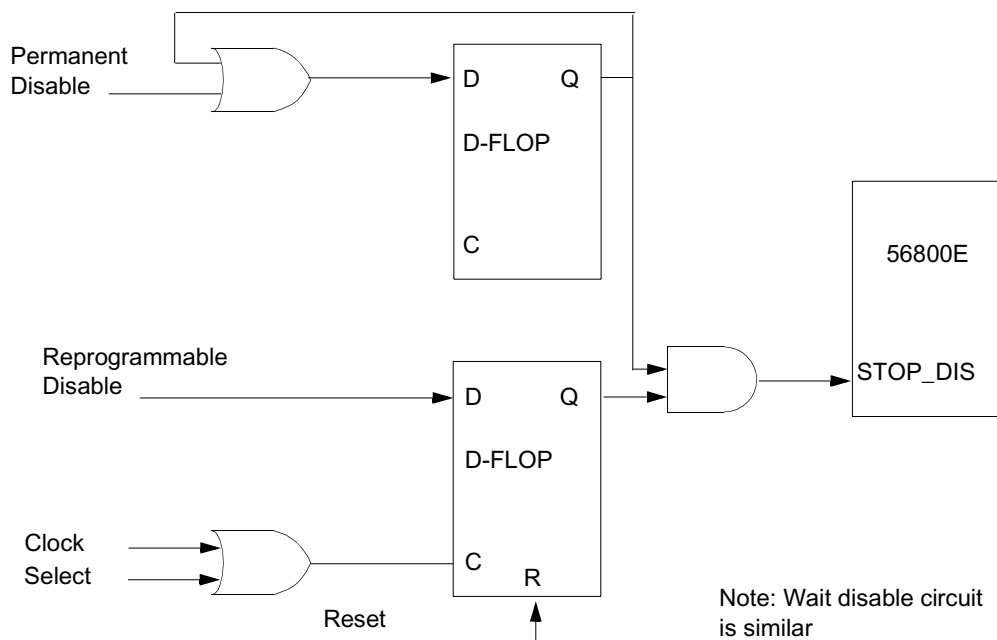 Permanent
Disable
D
Q
D-FLOP
C
56800E
STOP_DIS
Reprogrammable
Disable
D
Q
D-FLOP
Clock
Select
C
R
Reset
Note: Wait disable circuit
is similar